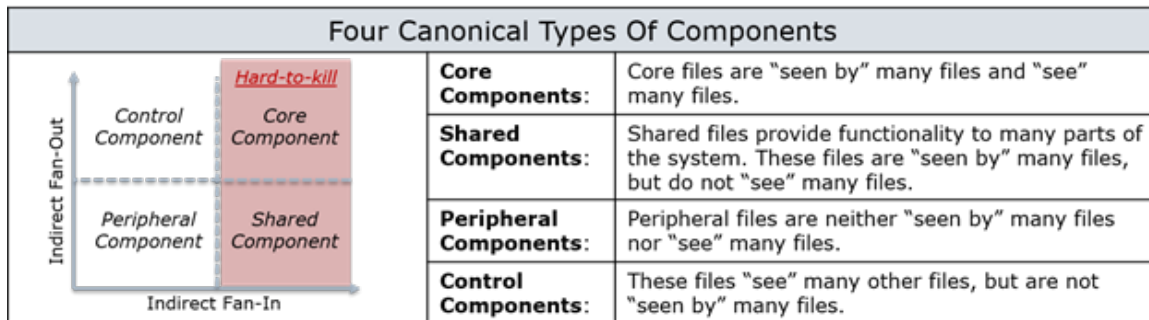 Four Canonical Types Of Components
Indirect Fan-Out
Hard-to-kill
Control
Component
Core
Component
Peripheral
Component
Shared
Component
Indirect Fan-In
Core
Components:
Core files are “seen by” many files and “see”
many files.
Shared
Components:
Shared files provide functionality to many parts of
the system. These files are “seen by” many files,
but do not “see” many files.
Peripheral
Components:
Peripheral files are neither “seen by” many files
nor “see” many files.
Control
Components:
These files “see” many other files, but are not
“seen by” many files.